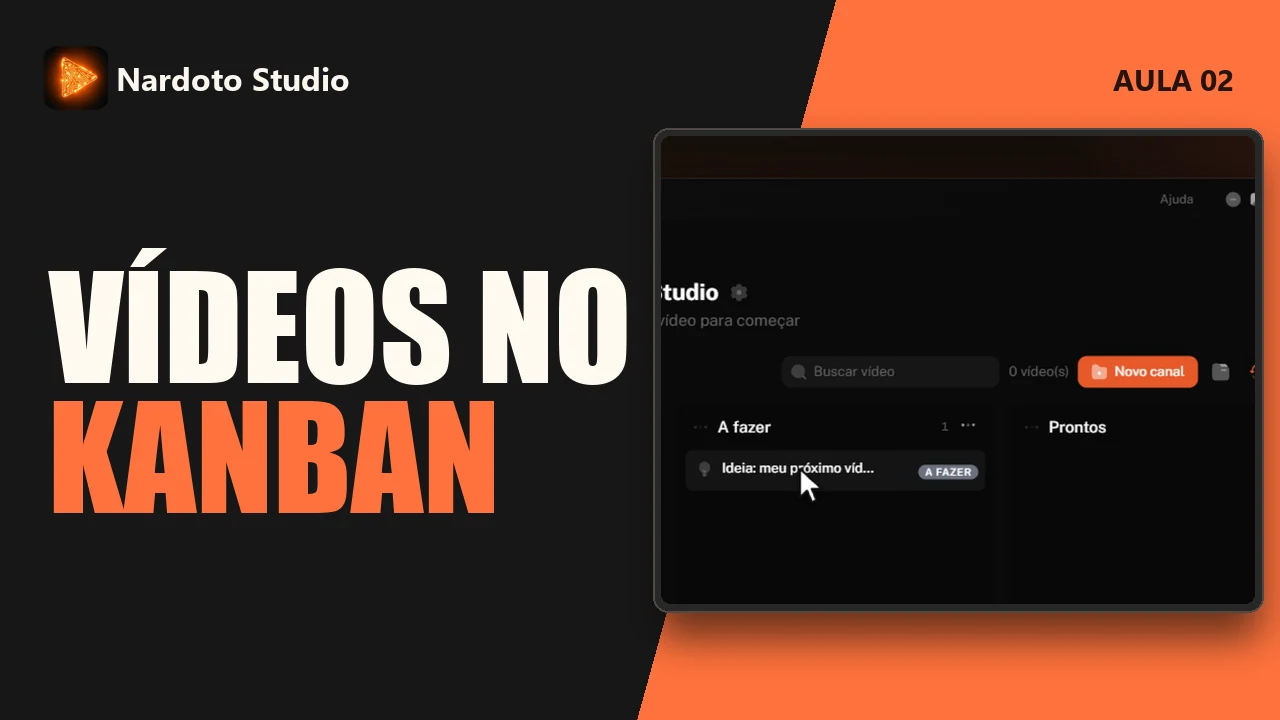 Nardoto Studio
AULA 02
VÍDEOS NO
KANBAN
Ajuda
Studio
vídeo para começar
Buscar vídeo
0 vídeo(s)
Novo canal
A fazer
1
Prontos
Ideia: meu próximo víd...
A FAZER